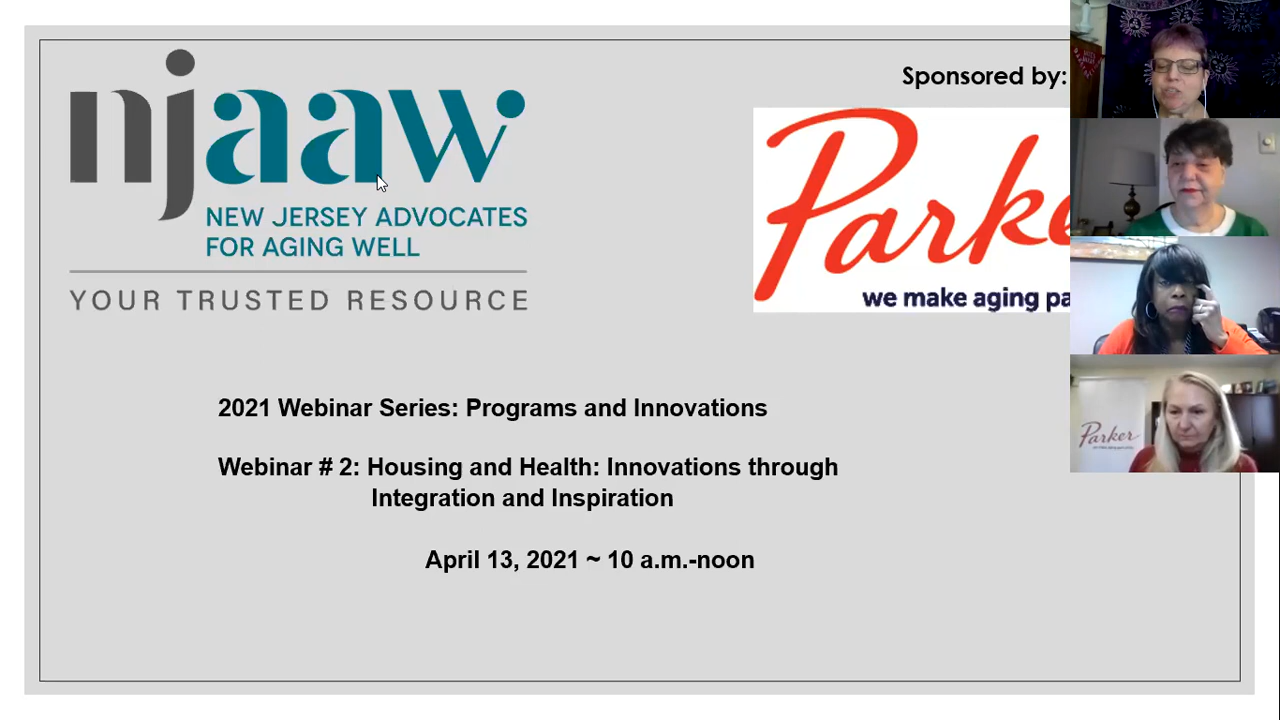 njaaw
NEW JERSEY ADVOCATES
FOR AGING WELL
YOUR TRUSTED RESOURCE
Sponsored by:
Parke
we make aging pa
2021 Webinar Series: Programs and Innovations
Webinar # 2: Housing and Health: Innovations through
Integration and Inspiration
April 13, 2021 ~ 10 a.m.-noon
Parker